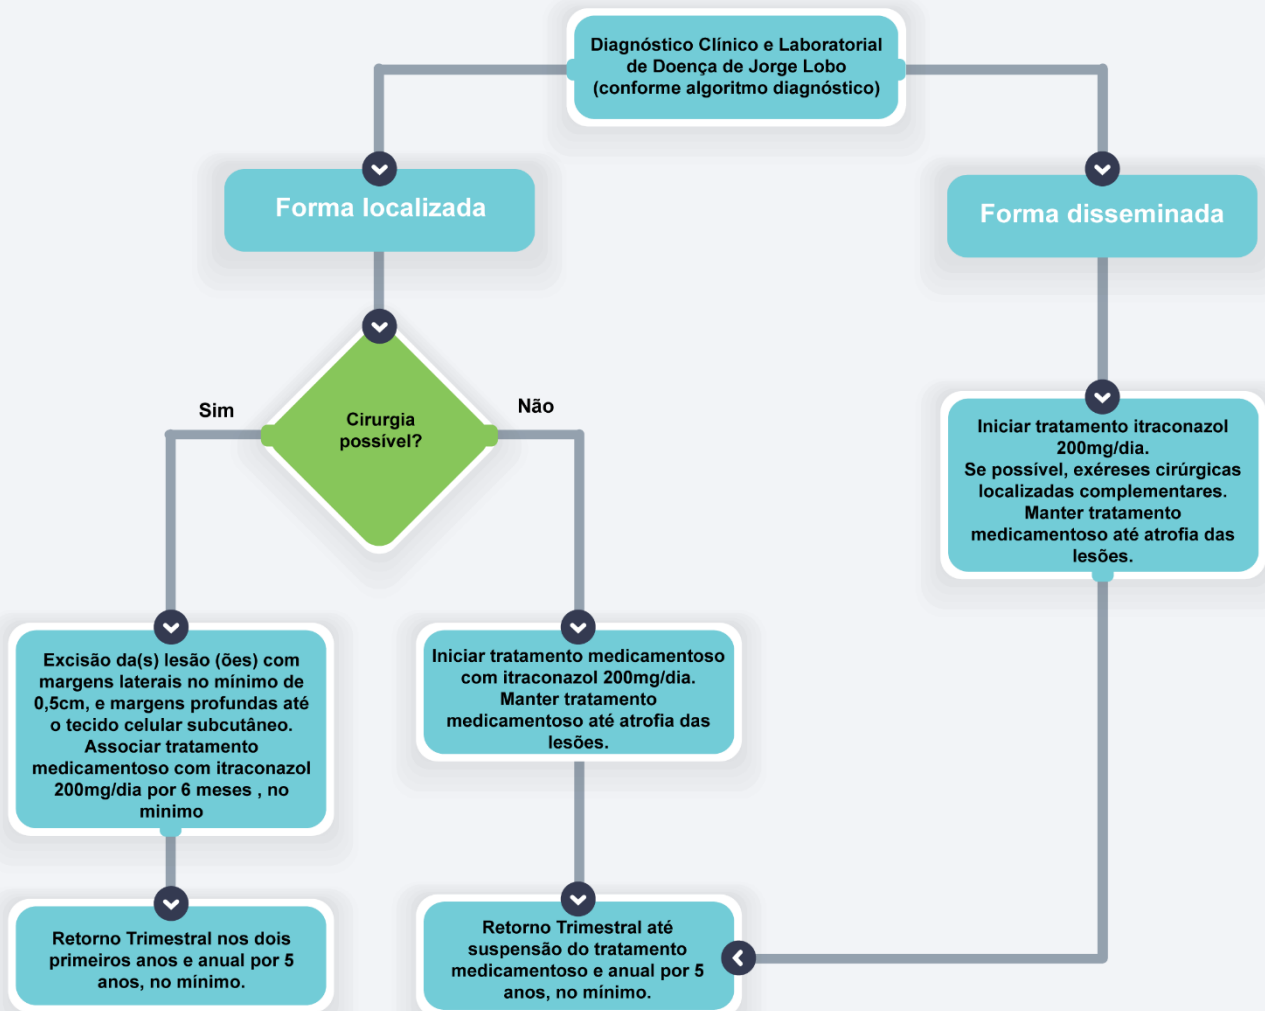 Diagnóstico Clínico e Laboratorial
de Doença de Jorge Lobo
(conforme algoritmo diagnóstico)
Forma localizada
Forma disseminada
Cirurgia
possível?
Sim
Não
Iniciar tratamento itraconazol
200mg/dia.
Se possível, exéreses cirúrgicas
localizadas complementares.
Manter tratamento
medicamentoso até atrofia das
lesões.
Excisão da(s) lesão (ões) com
margens laterais no mínimo de
0,5cm, e margens profundas até
o tecido celular subcutâneo.
Associar tratamento
medicamentoso com itraconazol
200mg/dia por 6 meses , no
minimo
Iniciar tratamento medicamentoso
com itraconazol 200mg/dia.
Manter tratamento
medicamentoso até atrofia das
lesões.
Retorno Trimestral nos dois
primeiros anos e anual por 5
anos, no mínimo.
Retorno Trimestral até
suspensão do tratamento
medicamentoso e anual por 5
anos, no mínimo.